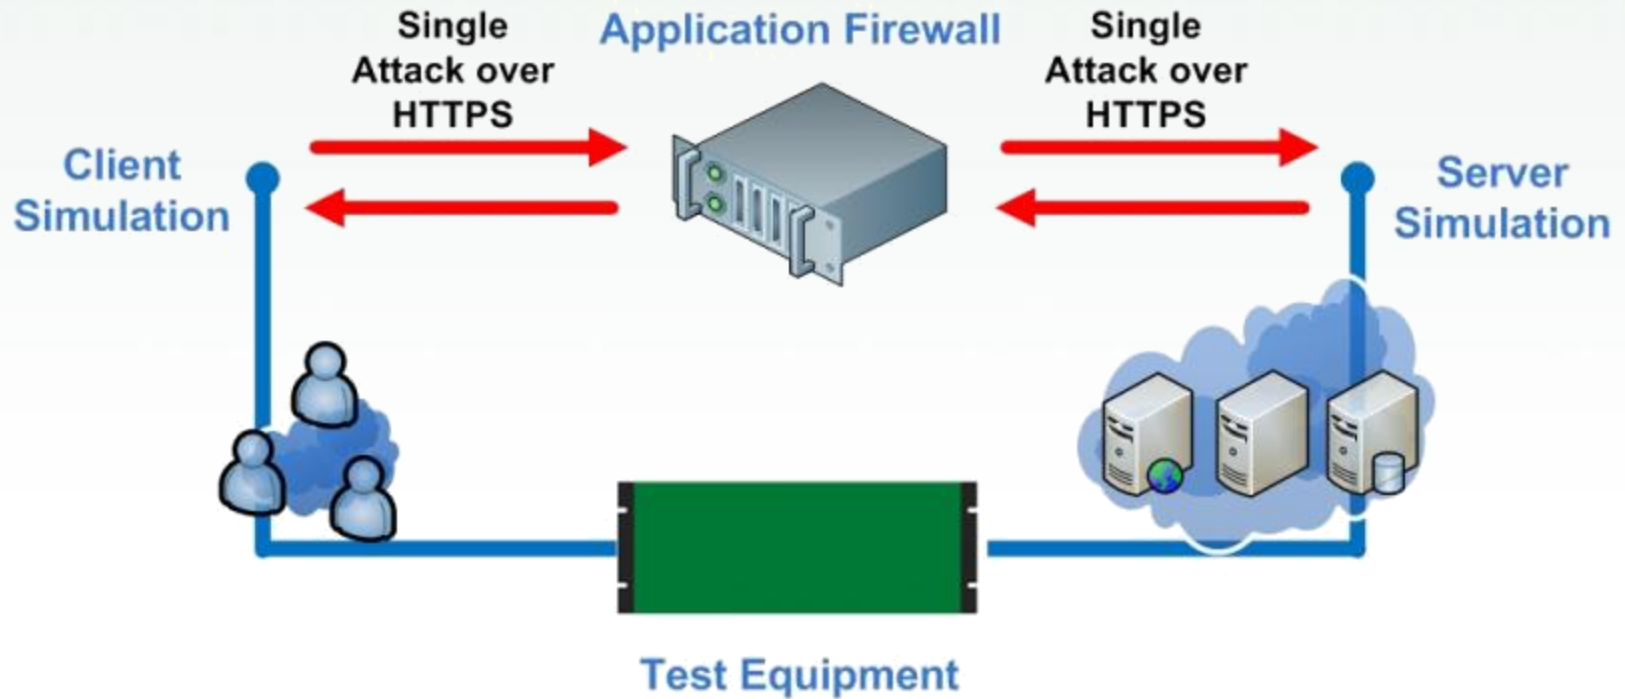 Single
Attack over
HTTPS
Application Firewall
Single
Attack over
HTTPS
Client
Simulation
Server
Simulation
Test Equipment